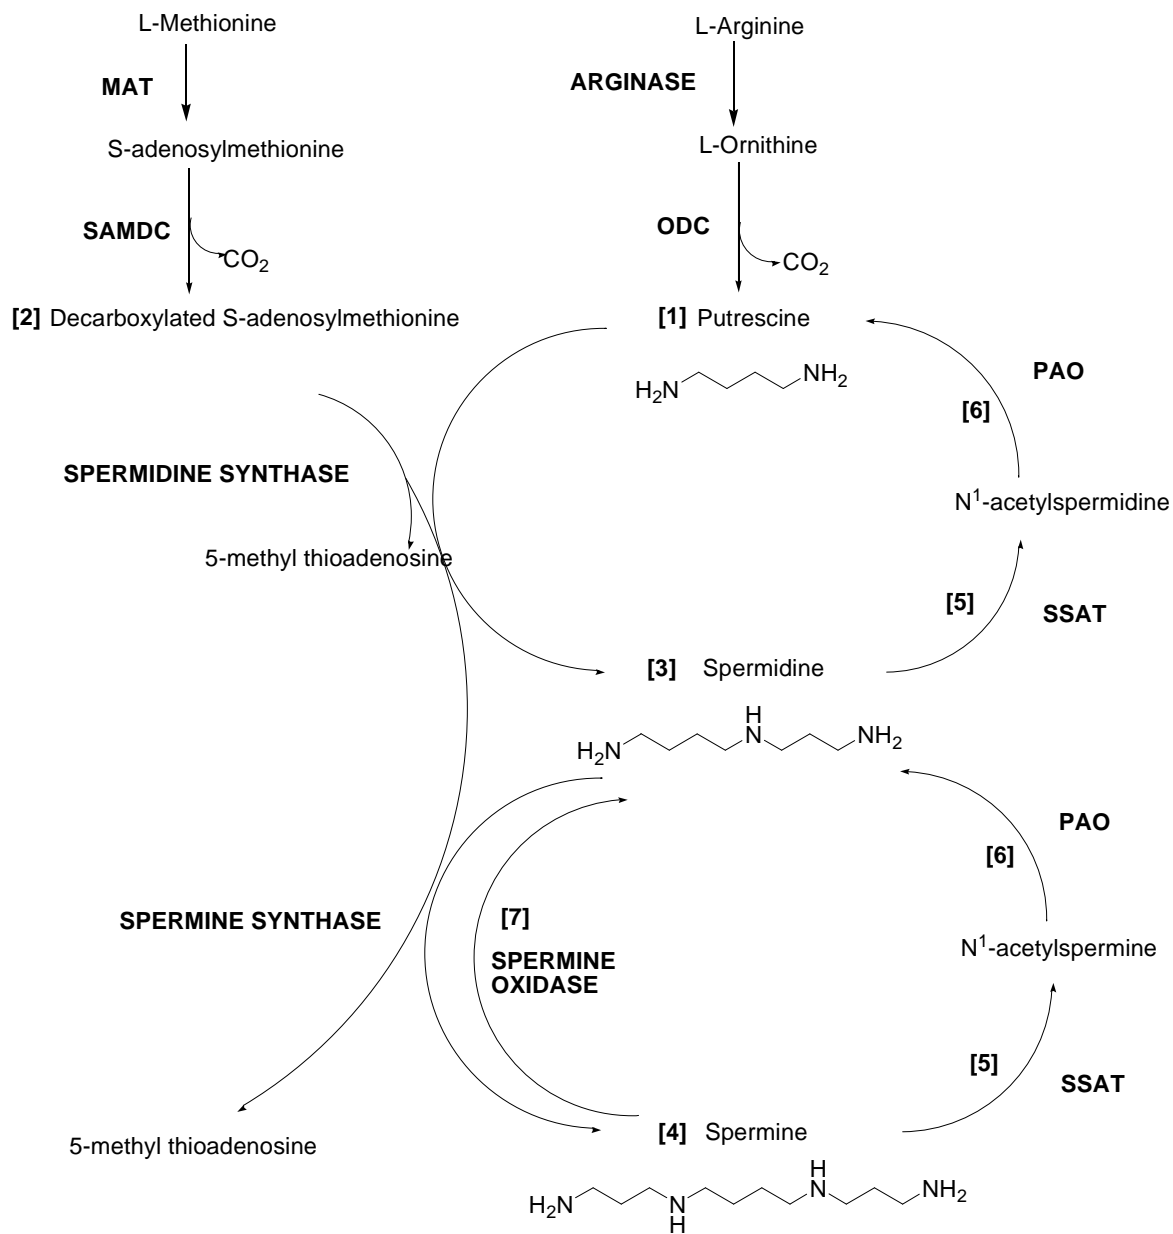 L-Methionine
L-Arginine
MAT
ARGINASE
S-adenosylmethionine
L-Ornithine
SAMDC
CO2
ODC
CO2
[2] Decarboxylated S-adenosylmethionine
[1] Putrescine
H2N
NH2
PAO
[6]
SPERMIDINE SYNTHASE
N1-acetylspermidine
5-methyl thioadenosine
[5]
SSAT
[3] Spermidine
H2N
H
N
NH2
PAO
[6]
SPERMINE SYNTHASE
[7]
SPERMINE
OXIDASE
N1-acetylspermine
[5]
SSAT
5-methyl thioadenosine
[4] Spermine
H2N
N
H
H
N
NH2